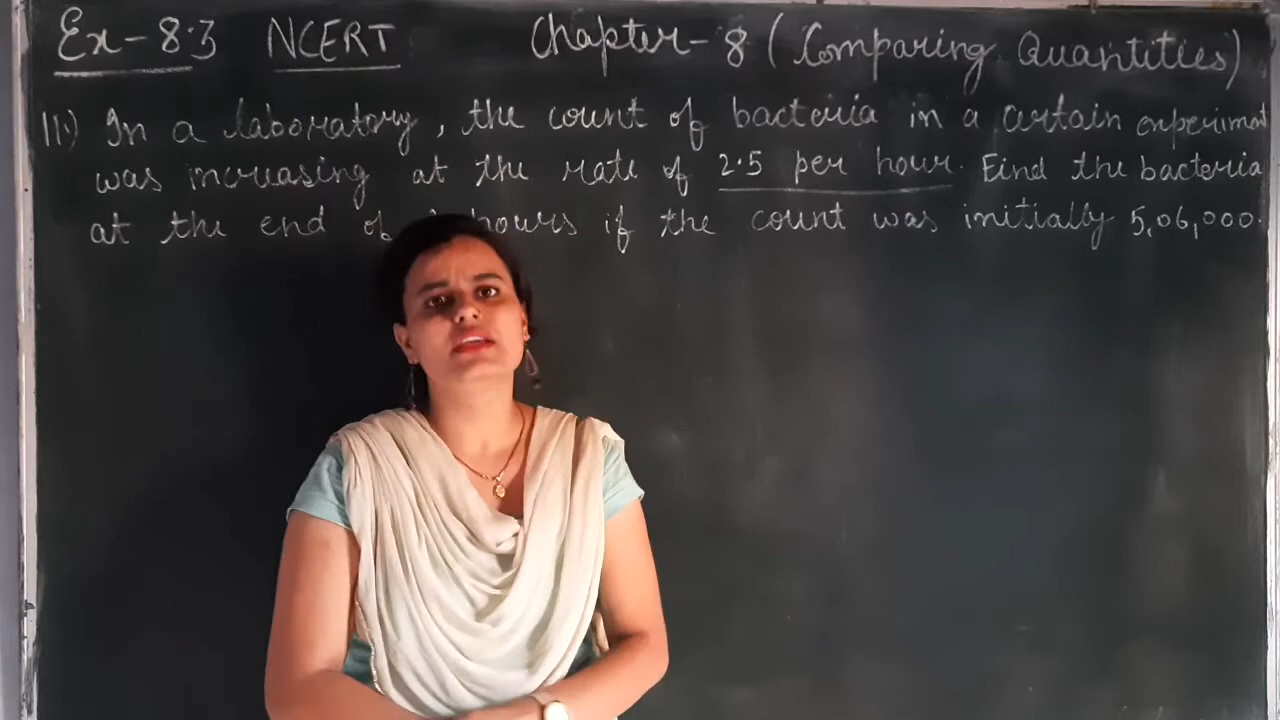 Ex-8.3 NCERT Chapter-8 (Comparing Quantities)
11.) In a laboratory, the count of bacteria in a certain experiment
was increasing at the rate of 2.5 per hour. Find the bacteria
at the end of hours if the count was initially 5,06,000.